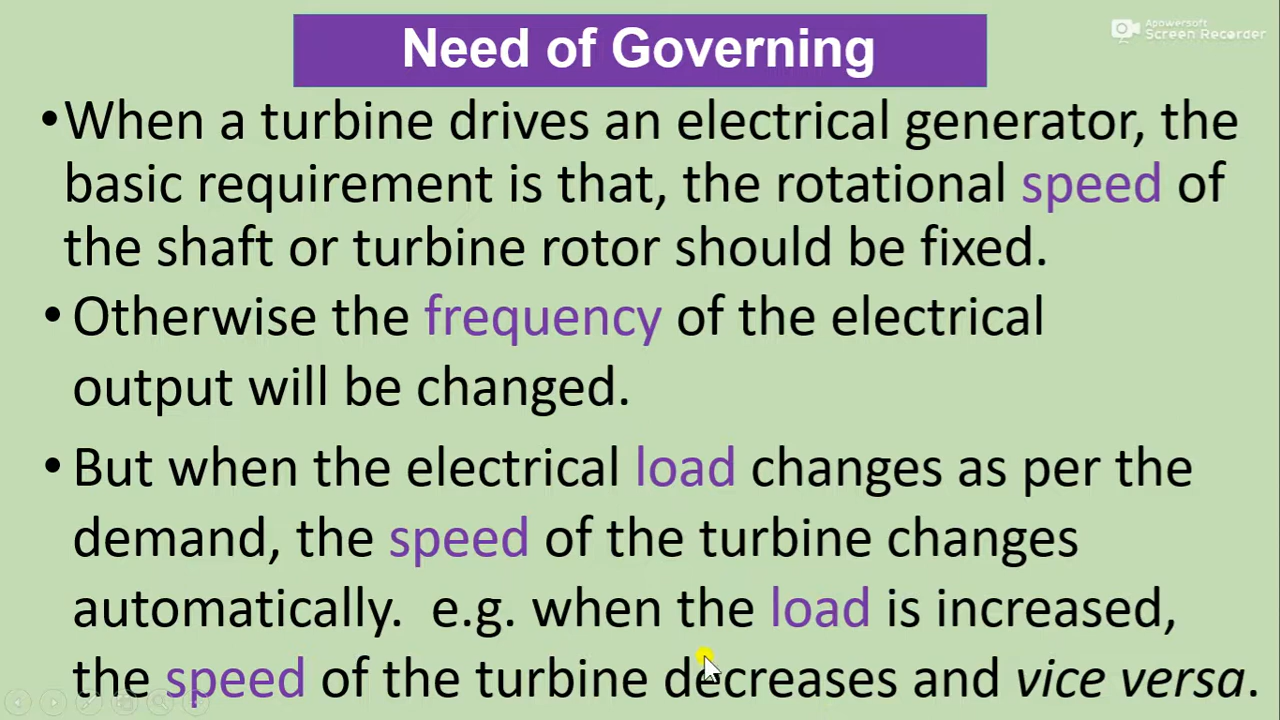 Need of Governing
Apowersoft
Screen Recorder
•When a turbine drives an electrical generator, the
basic requirement is that, the rotational speed of
the shaft or turbine rotor should be fixed.
• Otherwise the frequency of the electrical
output will be changed.
• But when the electrical load changes as per the
demand, the speed of the turbine changes
automatically.  e.g. when the load is increased,
the speed of the turbine decreases and vice versa.